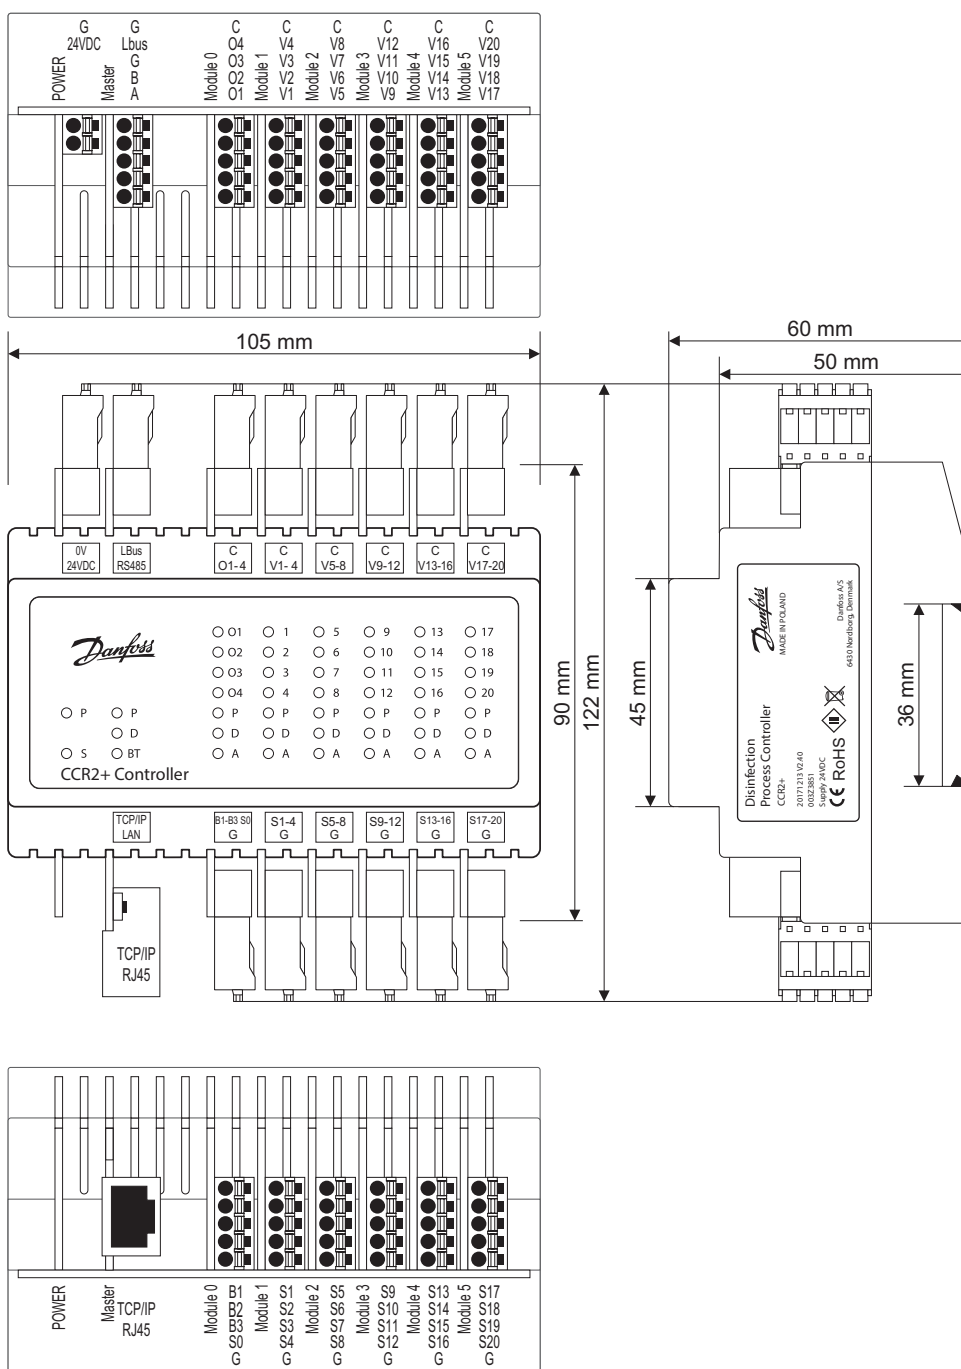 G G C C C C C C
24VDC Lbus O4 V4 V8 V12 V16 V20
G O3 V3 V7 V11 V15 V19
B O2 V2 V6 V10 V14 V18
A O1 V1 V5 V9 V13 V17
POWER Master Module 0 Module 1 Module 2 Module 3 Module 4 Module 5
105 mm
60 mm
50 mm
0V LBus C C C C C C
24VDC RS485 O1-4 V1-4 V5-8 V9-12 V13-16 V17-20
Danfoss
O1 1 5 9 13 17
O2 2 6 10 14 18
O3 3 7 11 15 19
O4 4 8 12 16 20
P P P P P P P P
D D D D D D D
S BT A A A A A A
CCR2+ Controller
TCP/IP B1-B3 S0 S1-4 S5-8 S9-12 S13-16 S17-20
LAN G G G G G G
TCP/IP
RJ45
90 mm
122 mm
45 mm
36 mm
Danfoss
MADE IN POLAND
Danfoss A/S
6430 Nordborg, Denmark
Disinfection
Process Controller
CCR2+
20171213 V2.40
003Z3851
Supply 24VDC
CE RoHS
POWER Master Module 0 Module 1 Module 2 Module 3 Module 4 Module 5
TCP/IP
RJ45
B1 S1 S5 S9 S13 S17
B2 S2 S6 S10 S14 S18
B3 S3 S7 S11 S15 S19
S0 S4 S8 S12 S16 S20
G G G G G G